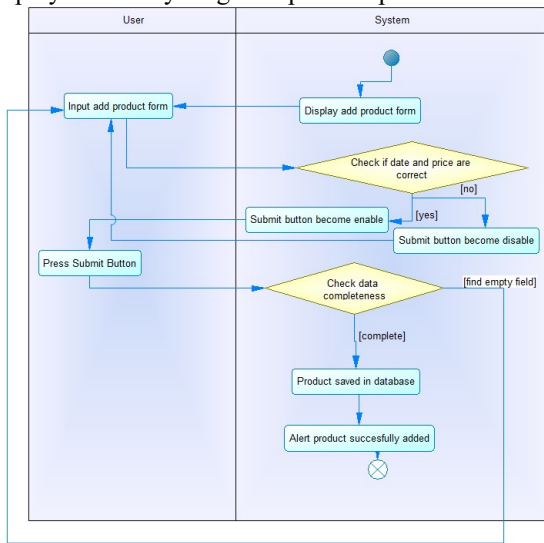 User
System
Input add product form
Display add product form
Check if date and price are
correct
[no]
[yes]
Submit button become enable
Submit button become disable
Press Submit Button
Check data
completeness
[find empty field]
[complete]
Product saved in database
Alert product succesfully added